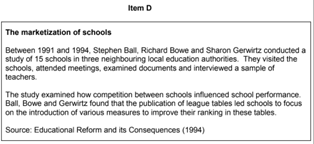 Item D
The marketization of schools
Between 1991 and 1994, Stephen Ball, Richard Bowe and Sharon Gerwirtz conducted a
study of 15 schools in three neighbouring local education authorities. They visited the
schools, attended meetings, examined documents and interviewed a sample of
teachers.
The study examined how competition between schools influenced school performance.
Ball, Bowe and Gerwirtz found that the publication of league tables led schools to focus
on the introduction of various measures to improve their ranking in these tables.
Source: Educational Reform and its Consequences (1994)